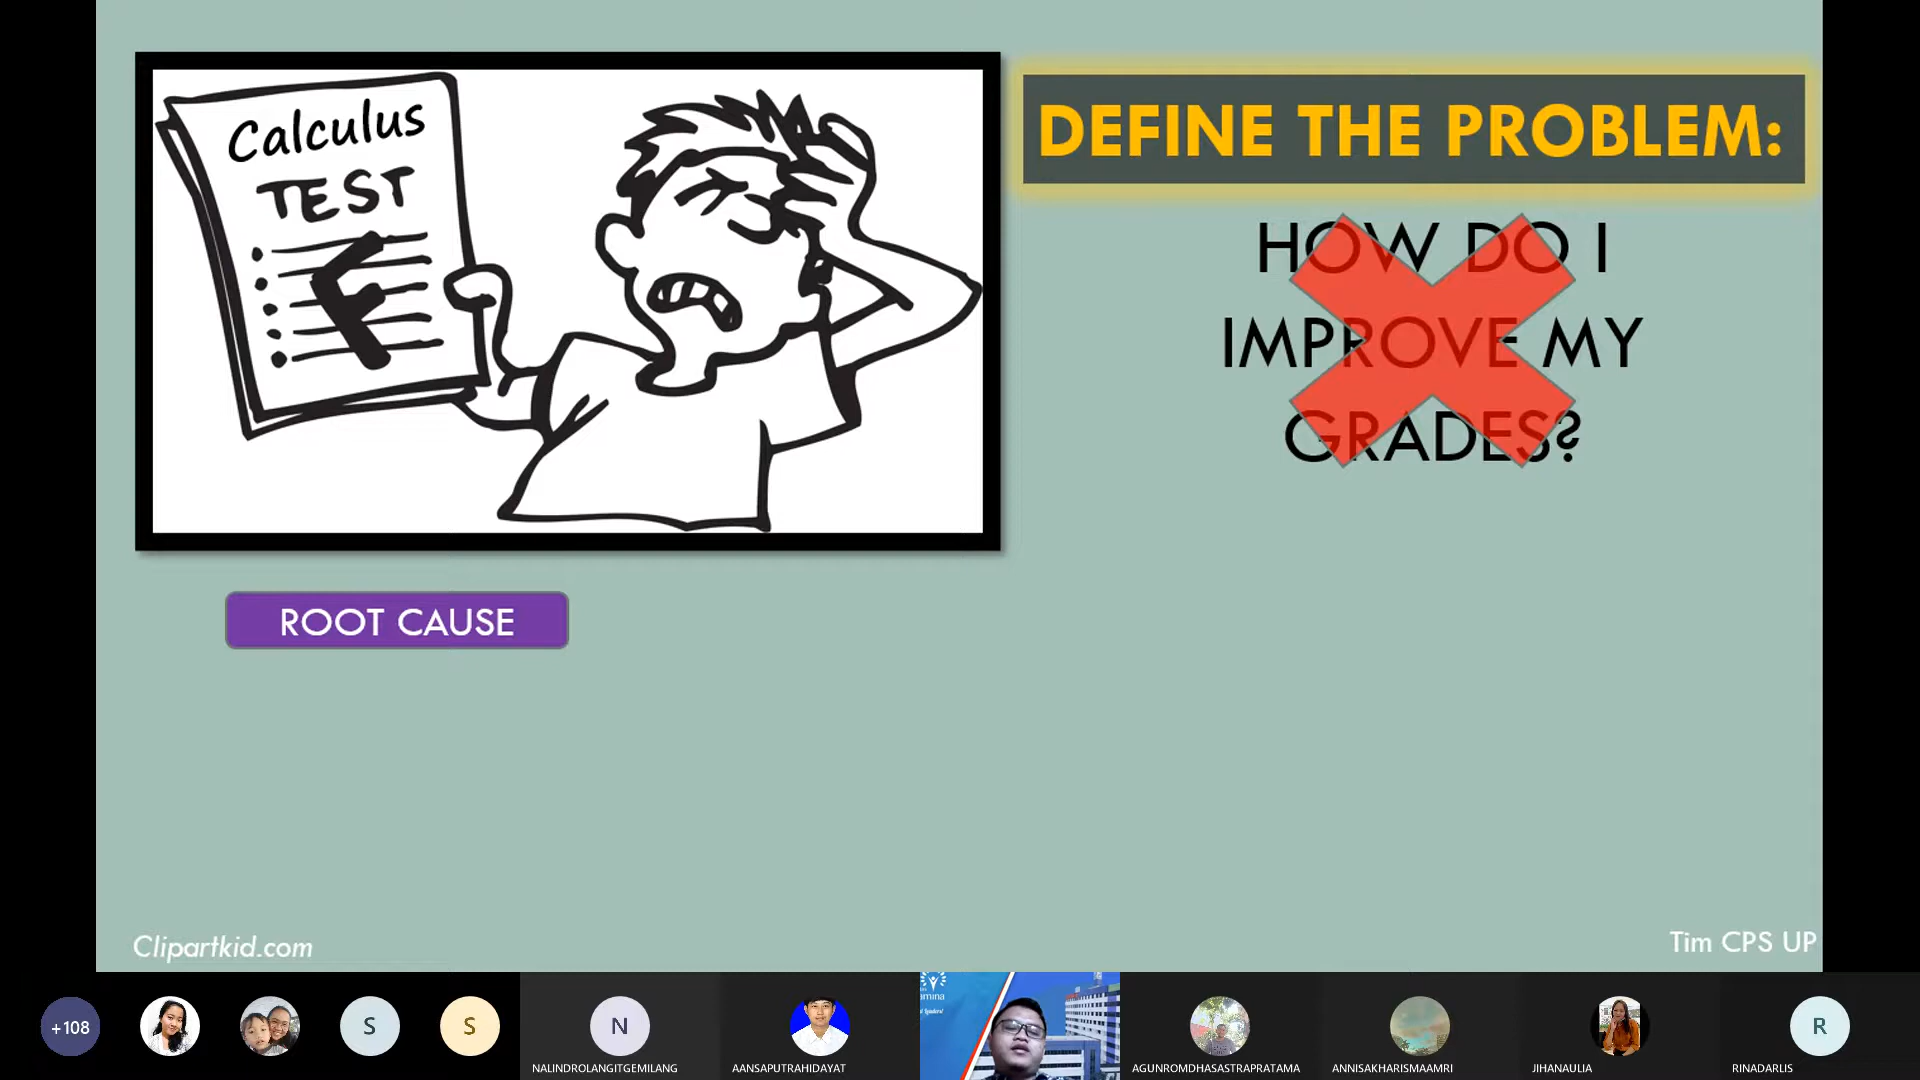 Calculus
TEST
F
DEFINE THE PROBLEM:
HOW DO I
IMPROVE MY
GRADES?
ROOT CAUSE
Clipartkid.com
Tim CPS UP
+108
S
S
N
R
NALINDROLANGITGEMILANG
AANSAPUTRAHIDAYAT
AGUNROMDHASASTRAPRATAMA
ANNISAKHARISMAAMRI
JIHANAULIA
RINADARLIS